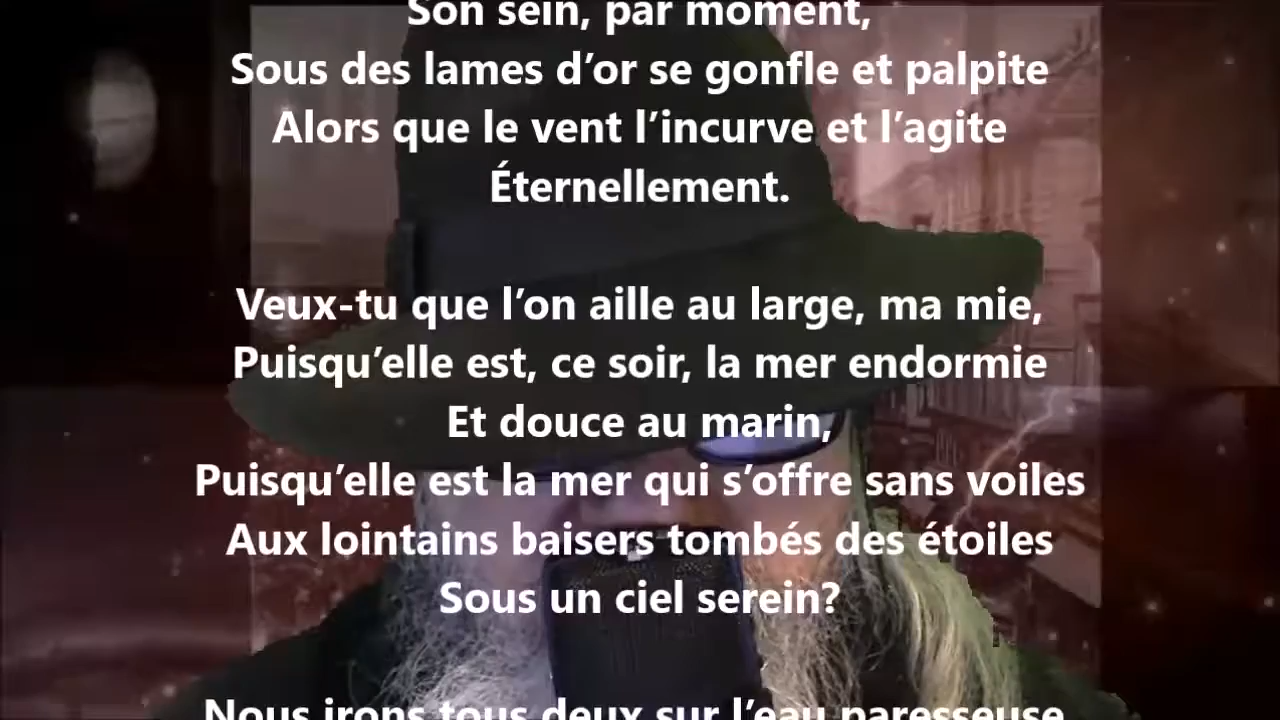 Son sein, par moment,
Sous des lames d’or se gonfle et palpite
Alors que le vent l’incurve et l’agite
Éternellement.
Veux-tu que l’on aille au large, ma mie,
Puisqu’elle est, ce soir, la mer endormie
Et douce au marin,
Puisqu’elle est la mer qui s’offre sans voiles
Aux lointains baisers tombés des étoiles
Sous un ciel serein?
Nous irons tous deux sur l’eau paresseuse